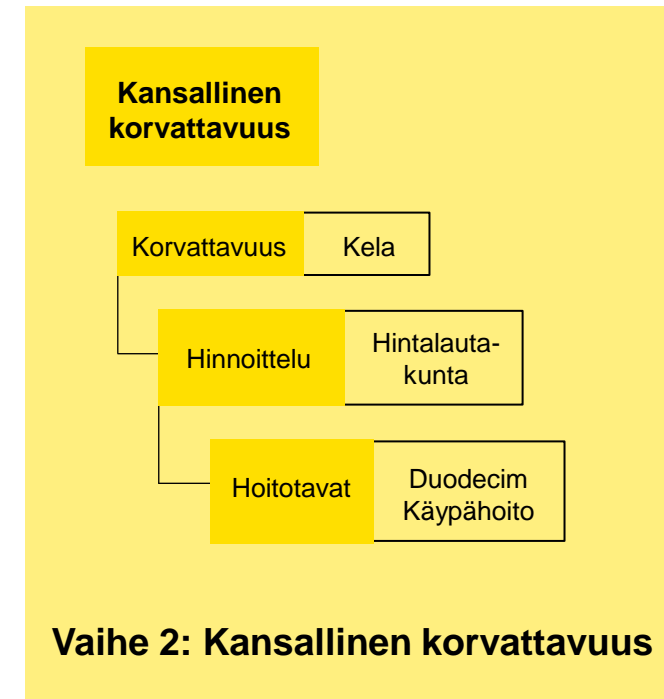 Kansallinen
korvattavuus
Korvattavuus
Kela
Hinnoittelu
Hintalauta-
kunta
Hoitotavat
Duodecim
Käypähoito
Vaihe 2: Kansallinen korvattavuus